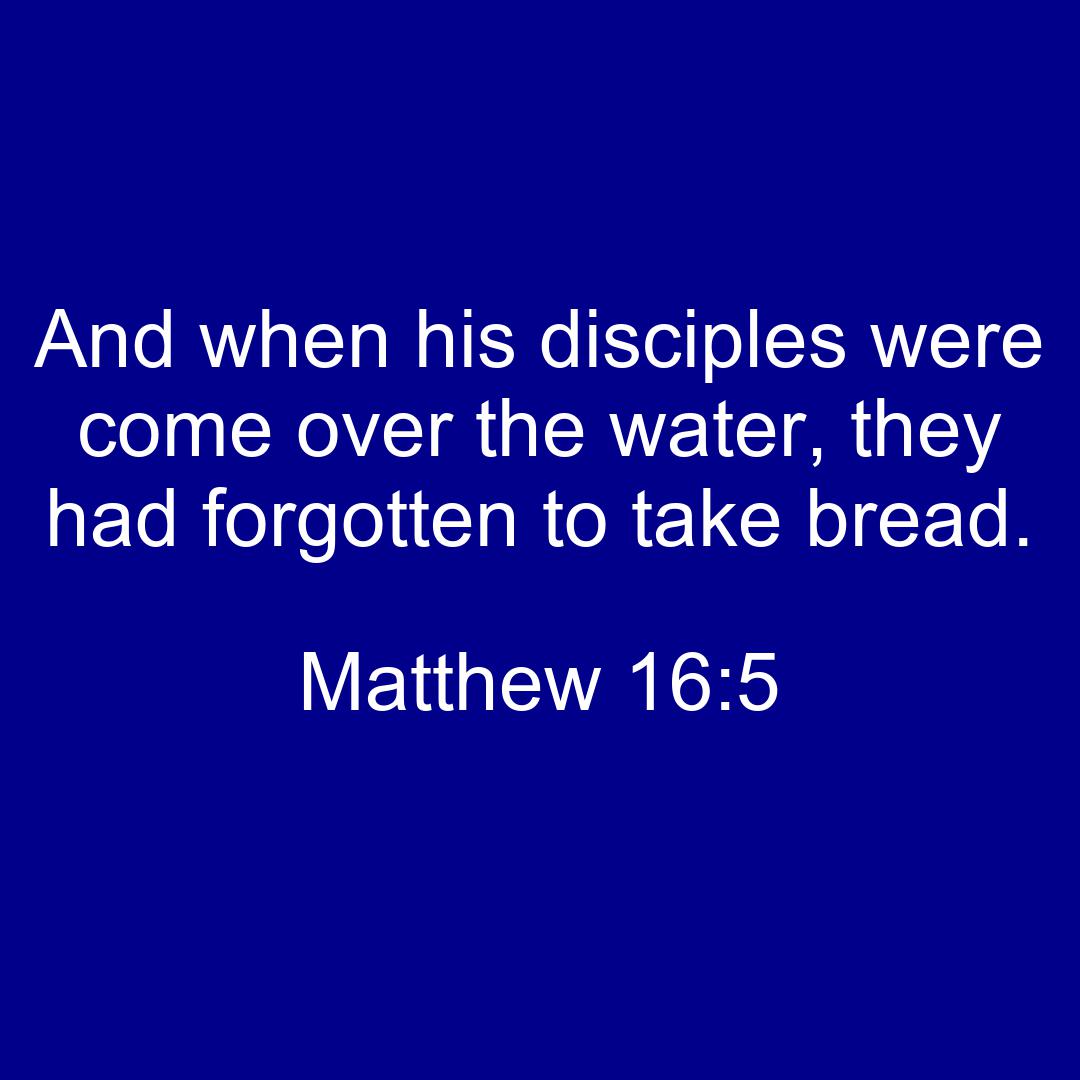 And when his disciples were
come over the water, they
had forgotten to take bread.
Matthew 16:5